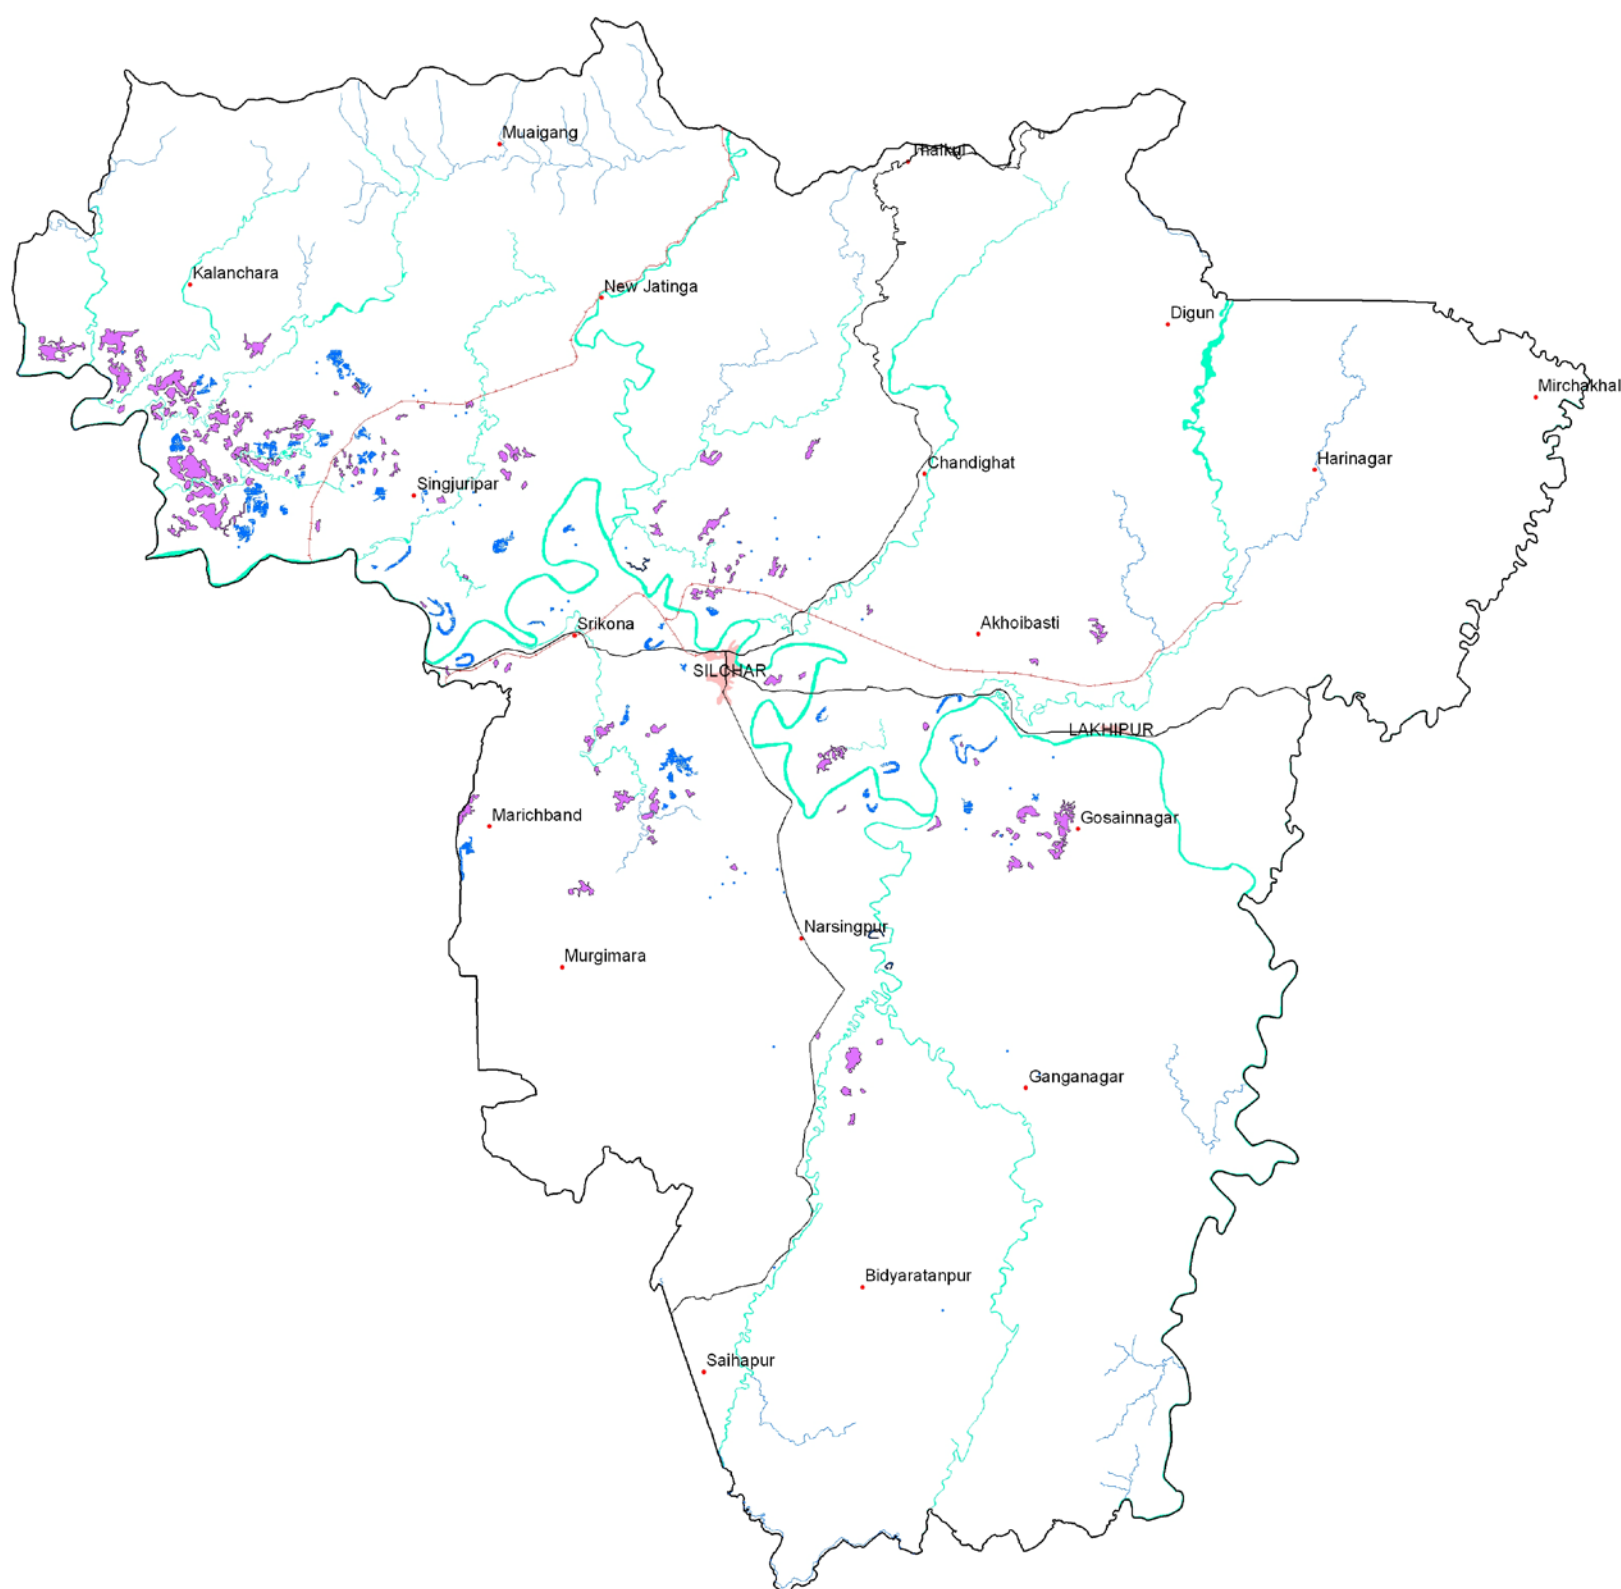 Muaigang
Thalkul
Kalanchara
New Jatinga
Digun
Mirchakhal
Chandighat
Harinagar
Singjuripar
Srikona
Akhoibasti
SILCHAR
LAKHIPUR
Marichband
Gosainnagar
Narsingpur
Murgimara
Ganganagar
Bidyaratanpur
Saihapur